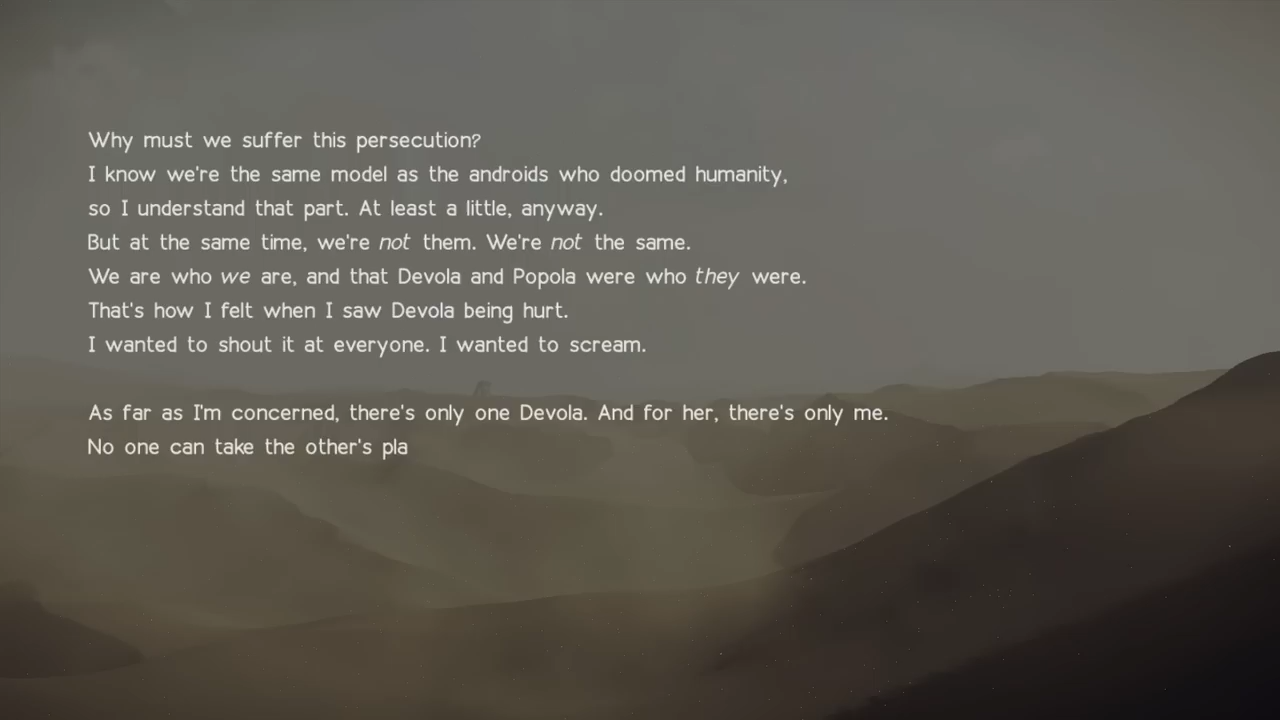 Why must we suffer this persecution?
I know we're the same model as the androids who doomed humanity,
so I understand that part. At least a little, anyway.
But at the same time, we're not them. We're not the same.
We are who we are, and that Devola and Popola were who they were.
That's how I felt when I saw Devola being hurt.
I wanted to shout it at everyone. I wanted to scream.
As far as I'm concerned, there's only one Devola. And for her, there's only me.
No one can take the other's pla